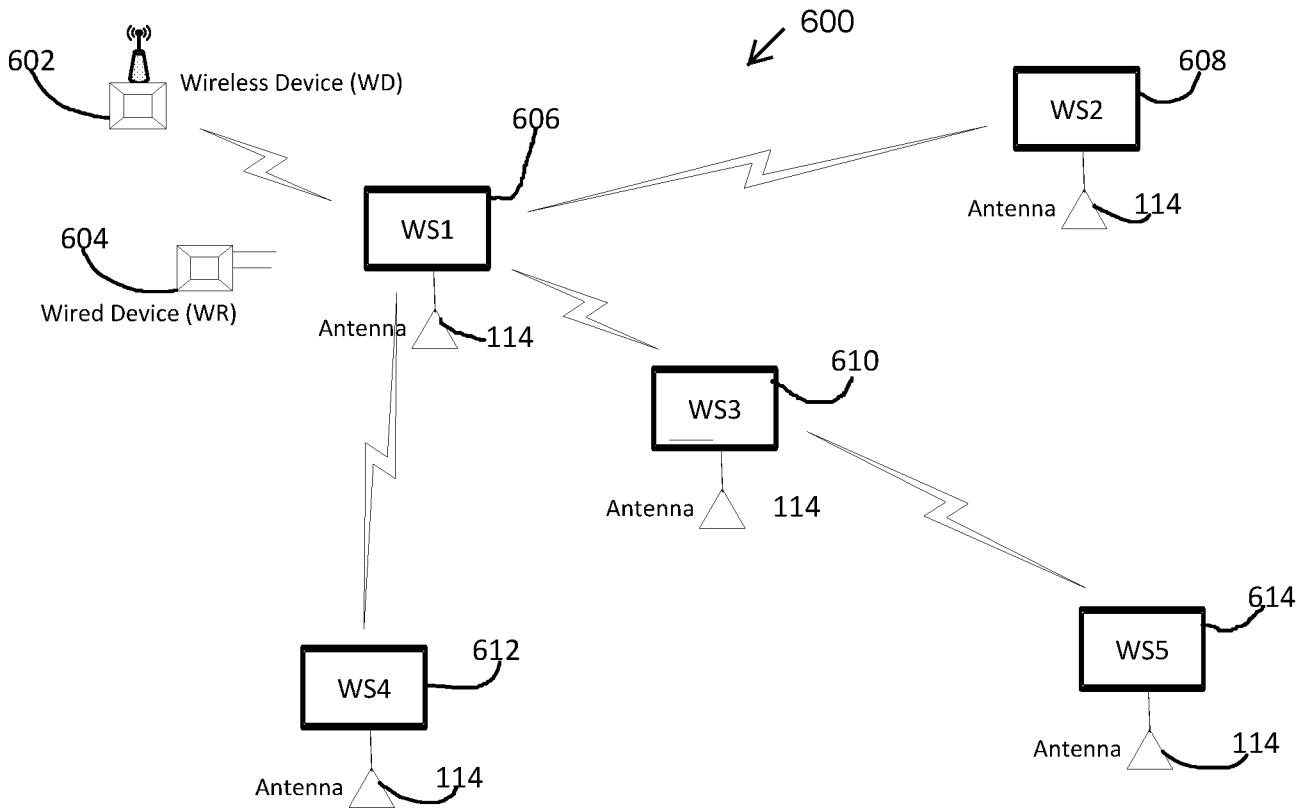 600
602
Wireless Device (WD)
608
WS2
606
Antenna
114
WS1
604
Wired Device (WR)
Antenna
114
610
WS3
Antenna
114
614
WS5
612
WS4
Antenna
114
Antenna
114